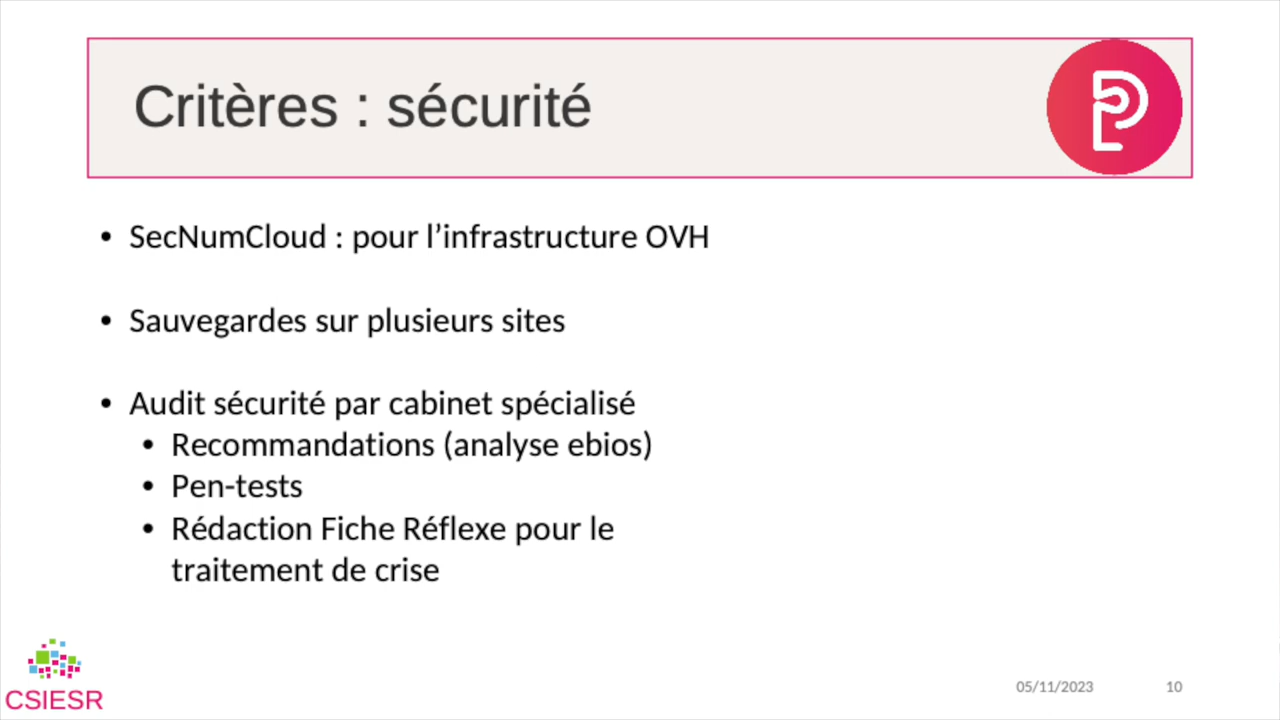 Critères : sécurité
• SecNumCloud : pour l’infrastructure OVH
• Sauvegardes sur plusieurs sites
• Audit sécurité par cabinet spécialisé
• Recommandations (analyse ebios)
• Pen-tests
• Rédaction Fiche Réflexe pour le
traitement de crise
CSIESR
05/11/2023 10